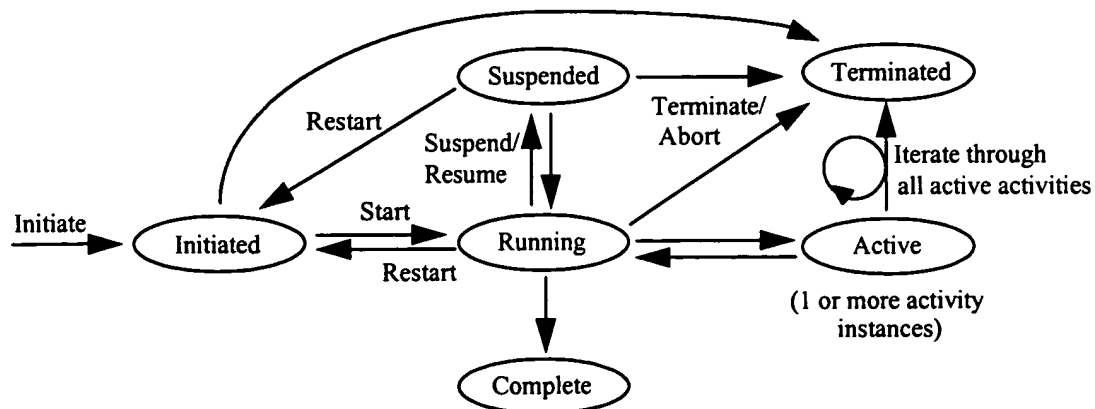 Suspended
Terminated
Restart
Suspend/
Resume
Terminate/
Abort
Iterate through
all active activities
Initiate
Initiated
Start
Restart
Running
Active
(1 or more activity
instances)
Complete